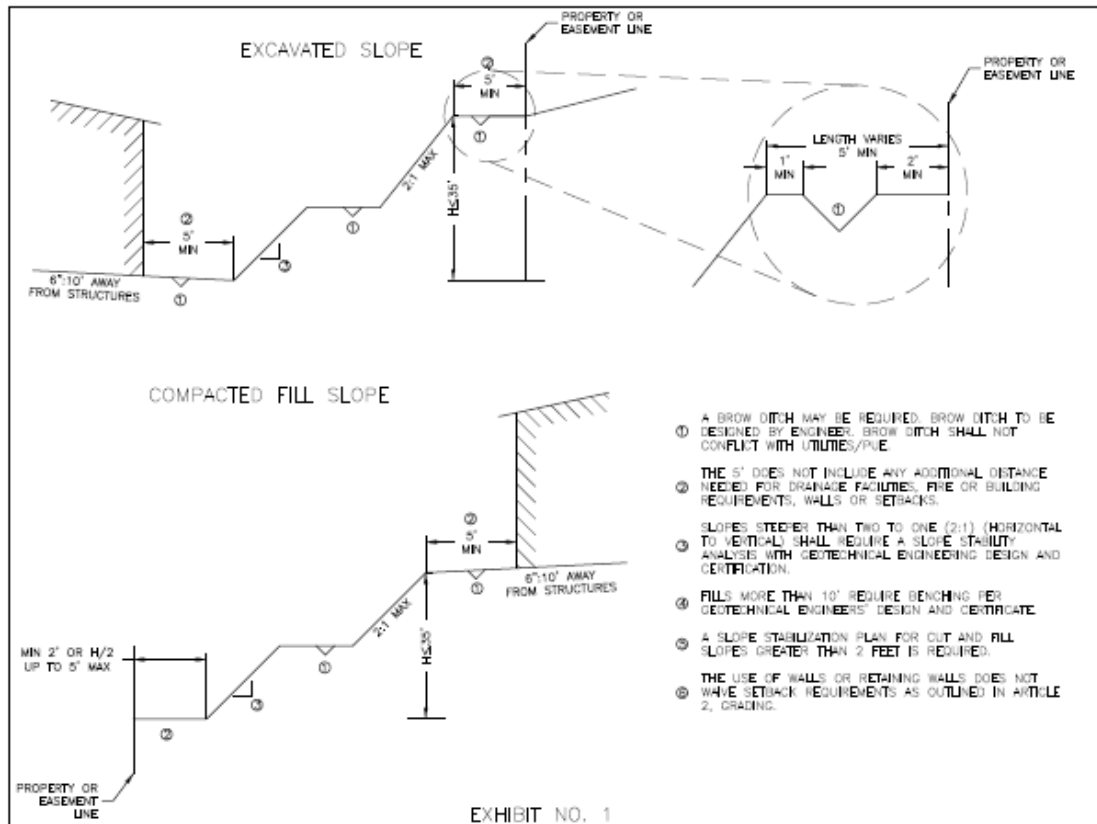 EXCAVATED SLOPE
PROPERTY OR
EASEMENT LINE
②
5'
MIN
①
PROPERTY OR
EASEMENT LINE
LENGTH VARIES
5' MIN
1'
MIN
2'
MIN
①
2:1 MAX
H≤35'
①
②
5'
MIN
③
6":10' AWAY
FROM STRUCTURES
①
COMPACTED FILL SLOPE
②
5'
MIN
①
6":10' AWAY
FROM STRUCTURES
2:1 MAX
H≤35'
①
MIN 2' OR H/2
UP TO 5' MAX
③
②
PROPERTY OR
EASEMENT
LINE
① A BROW DITCH MAY BE REQUIRED. BROW DITCH TO BE
DESIGNED BY ENGINEER. BROW DITCH SHALL NOT
CONFLICT WITH UTILITIES/PUE.
② THE 5' DOES NOT INCLUDE ANY ADDITIONAL DISTANCE
NEEDED FOR DRAINAGE FACILITIES, FIRE OR BUILDING
REQUIREMENTS, WALLS OR SETBACKS.
③ SLOPES STEEPER THAN TWO TO ONE (2:1) (HORIZONTAL
TO VERTICAL) SHALL REQUIRE A SLOPE STABILITY
ANALYSIS WITH GEOTECHNICAL ENGINEERING DESIGN AND
CERTIFICATION.
④ FILLS MORE THAN 10' REQUIRE BENCHING PER
GEOTECHNICAL ENGINEERS' DESIGN AND CERTIFICATE
⑤ A SLOPE STABILIZATION PLAN FOR CUT AND FILL
SLOPES GREATER THAN 2 FEET IS REQUIRED.
⑥ THE USE OF WALLS OR RETAINING WALLS DOES NOT
WAIVE SETBACK REQUIREMENTS AS OUTLINED IN ARTICLE
2, GRADING.
EXHIBIT NO. 1